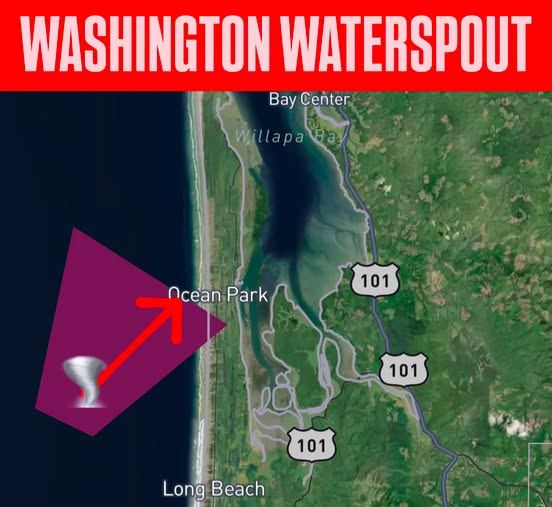 WASHINGTON WATERSPOUT
Bay Center
Willapa Bay
101
Ocean Park
101
101
Long Beach